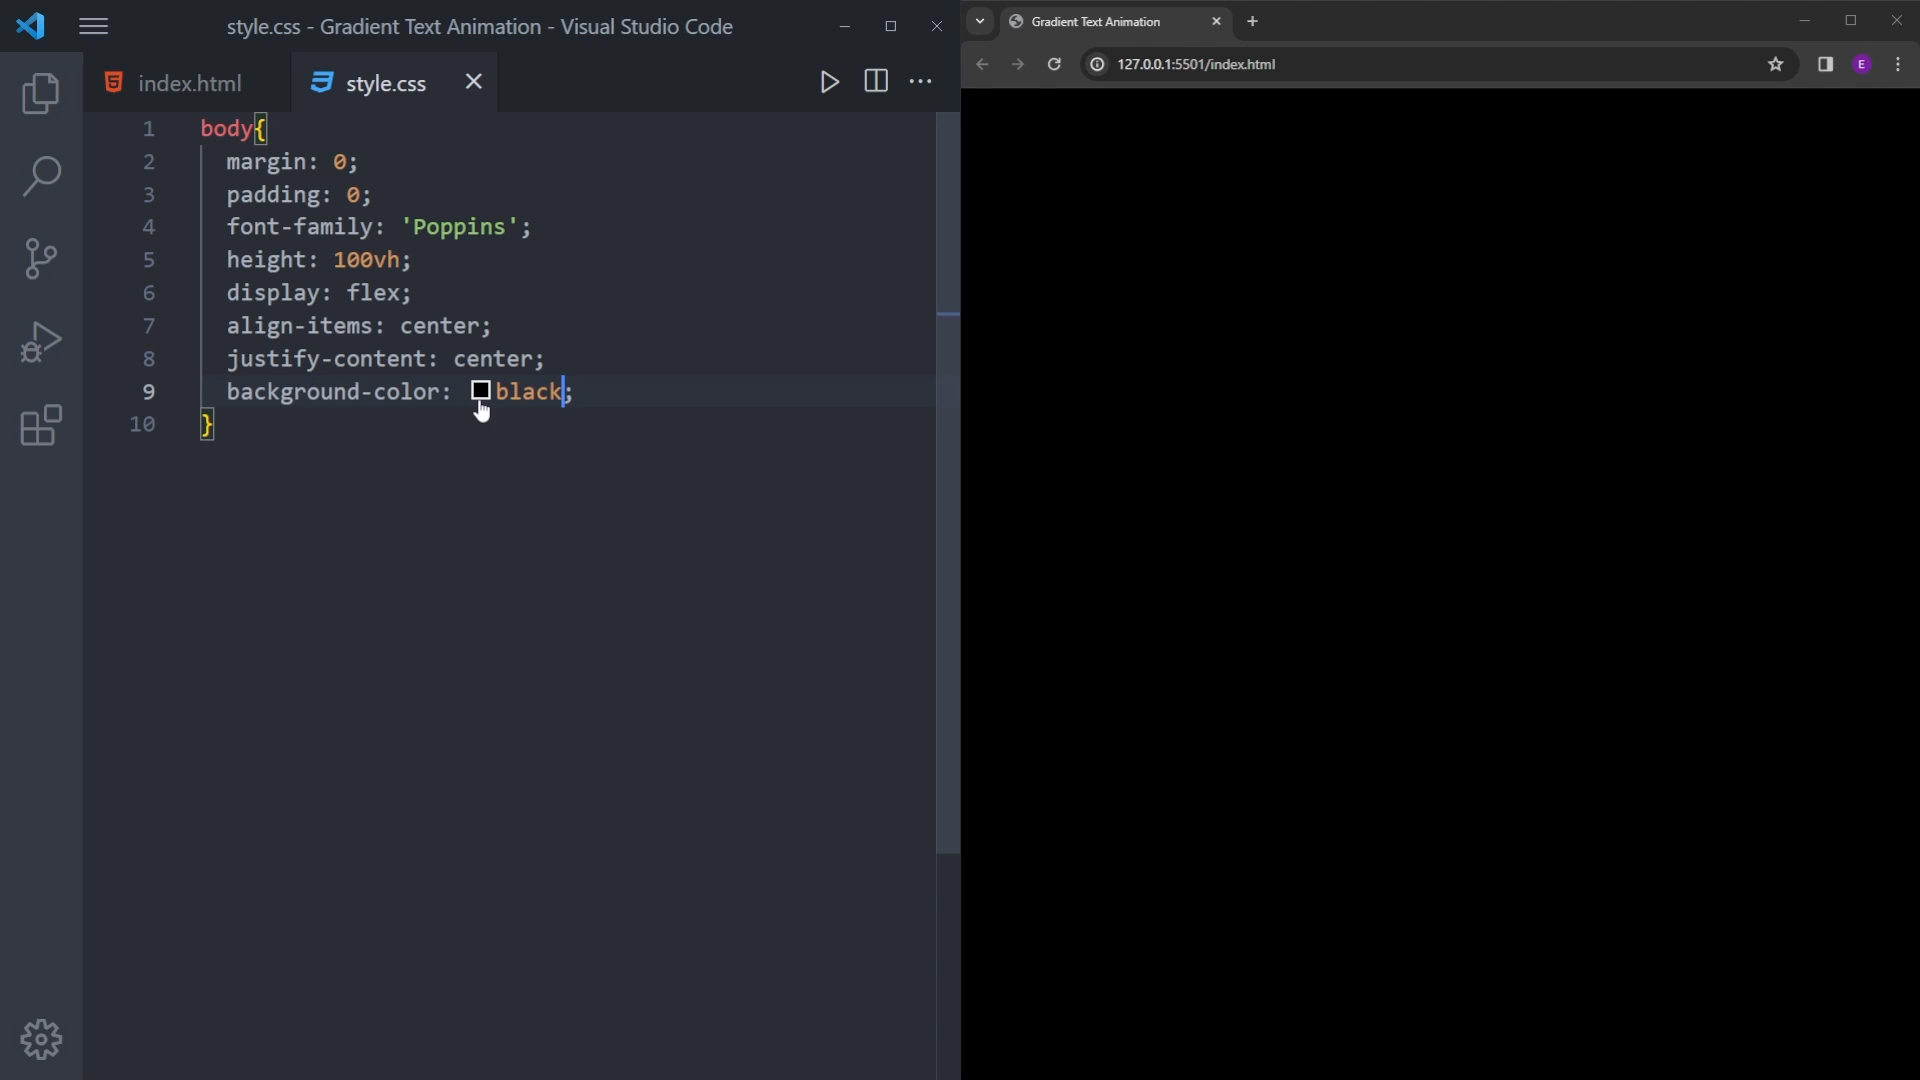 style.css - Gradient Text Animation - Visual Studio Code
index.html
style.css
1 body{
2 margin: 0;
3 padding: 0;
4 font-family: 'Poppins';
5 height: 100vh;
6 display: flex;
7 align-items: center;
8 justify-content: center;
9 background-color: black;
10 }
Gradient Text Animation
127.0.0.1:5501/index.html
E